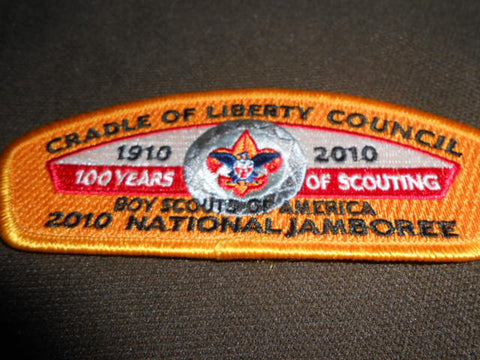 CRADLE OF LIBERTY COUNCIL
1910 2010
100 YEARS OF SCOUTING
BOY SCOUTS OF AMERICA
2010 NATIONAL JAMBOREE